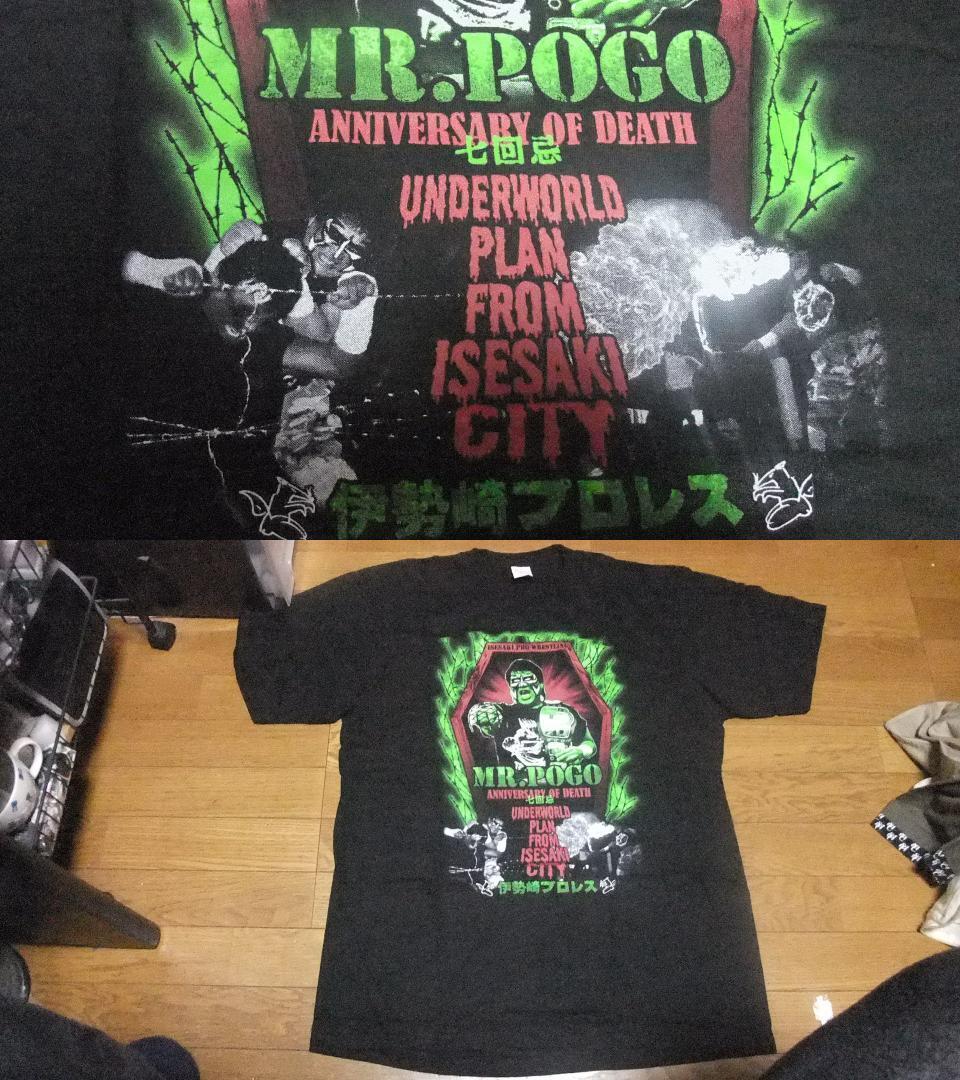 MR.POGO
ANNIVERSARY OF DEATH
七回忌
UNDERWORLD
PLAN
FROM
ISESAKI
CITY
伊勢崎プロレス
ISESAKI PRO WRESTLING
MR.POGO
ANNIVERSARY OF DEATH
七回忌
UNDERWORLD
PLAN
FROM
ISESAKI
CITY
伊勢崎プロレス